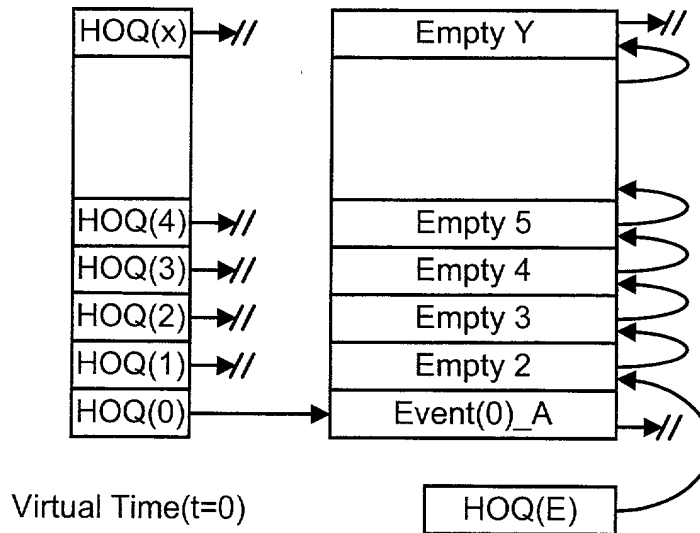 HOQ(x)
Empty Y
HOQ(4)
Empty 5
HOQ(3)
Empty 4
HOQ(2)
Empty 3
HOQ(1)
Empty 2
HOQ(0)
Event(0)_A
Virtual Time(t=0)
HOQ(E)